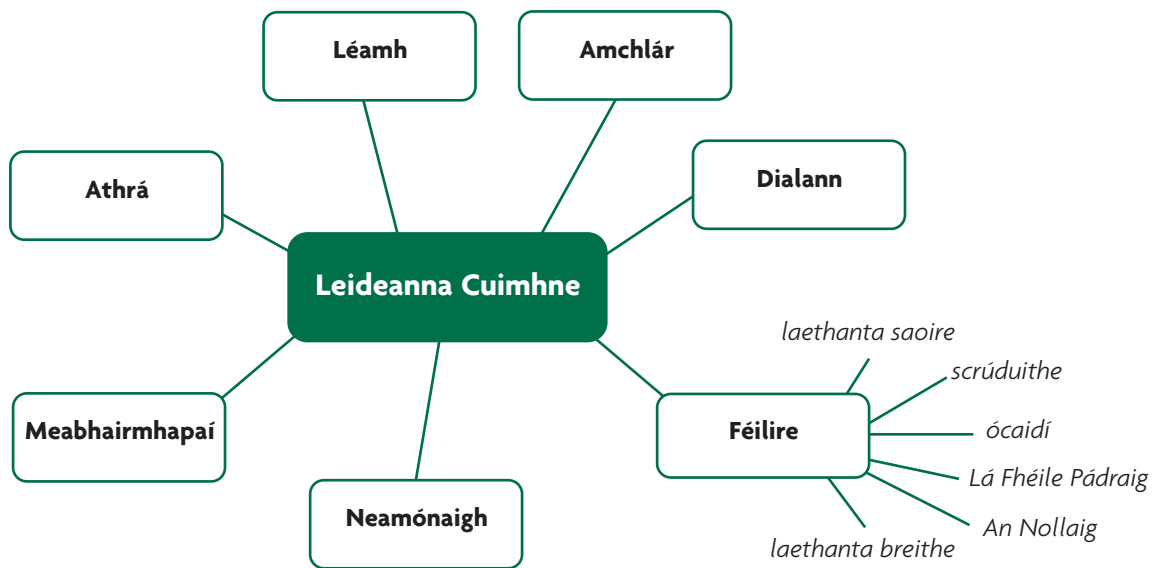 Léamh
Amchlár
Athrá
Dialann
Leideanna Cuimhne
laethanta saoire
scrúduithe
Meabhairmhapaí
Féilire
ócaidí
Lá Fhéile Pádraig
Neamónaigh
An Nollaig
laethanta breithe